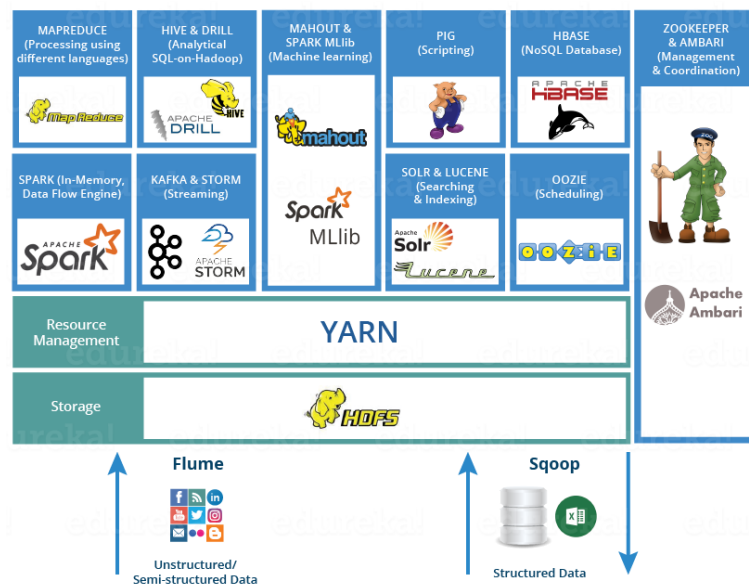 MAPREDUCE
(Processing using
different languages)
Map Reduce
HIVE & DRILL
(Analytical
SQL-on-Hadoop)
HIVE
APACHE
DRILL
MAHOUT &
SPARK MLlib
(Machine learning)
mahout
Spark
MLlib
PIG
(Scripting)
HBASE
(NoSQL Database)
APACHE
HBASE
ZOOKEEPER
& AMBARI
(Management
& Coordination)
ZOO
Apache
Ambari
SPARK (In-Memory,
Data Flow Engine)
APACHE
Spark
KAFKA & STORM
(Streaming)
APACHE
STORM
SOLR & LUCENE
(Searching
& Indexing)
Apache
Solr
Lucene
OOZIE
(Scheduling)
OOZiE
Resource
Management
YARN
Storage
HDFS
Flume
Unstructured/
Semi-structured Data
Sqoop
Structured Data
edureka!